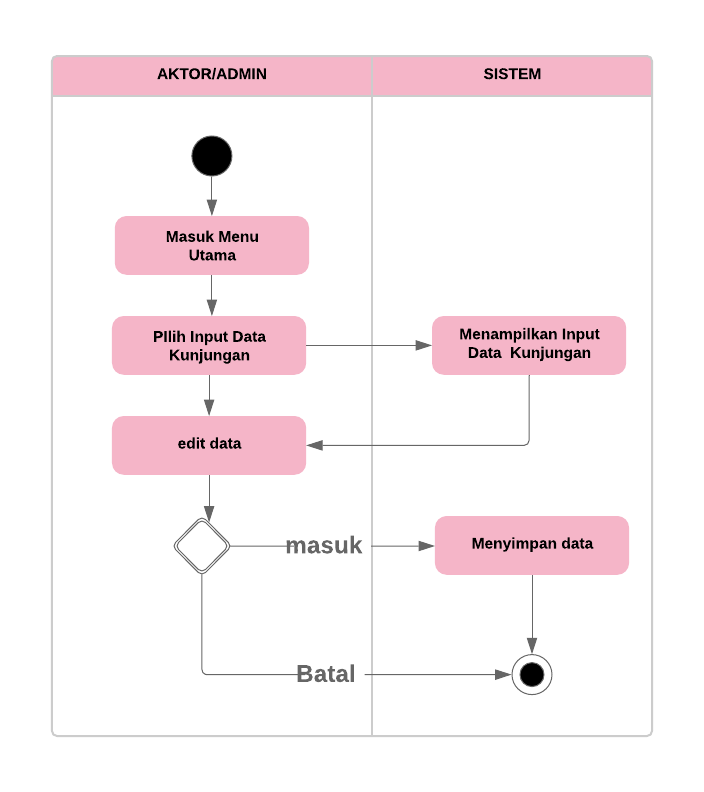 AKTOR/ADMIN
SISTEM
Masuk Menu
Utama
PIlih Input Data
Kunjungan
Menampilkan Input
Data Kunjungan
edit data
masuk
Menyimpan data
Batal